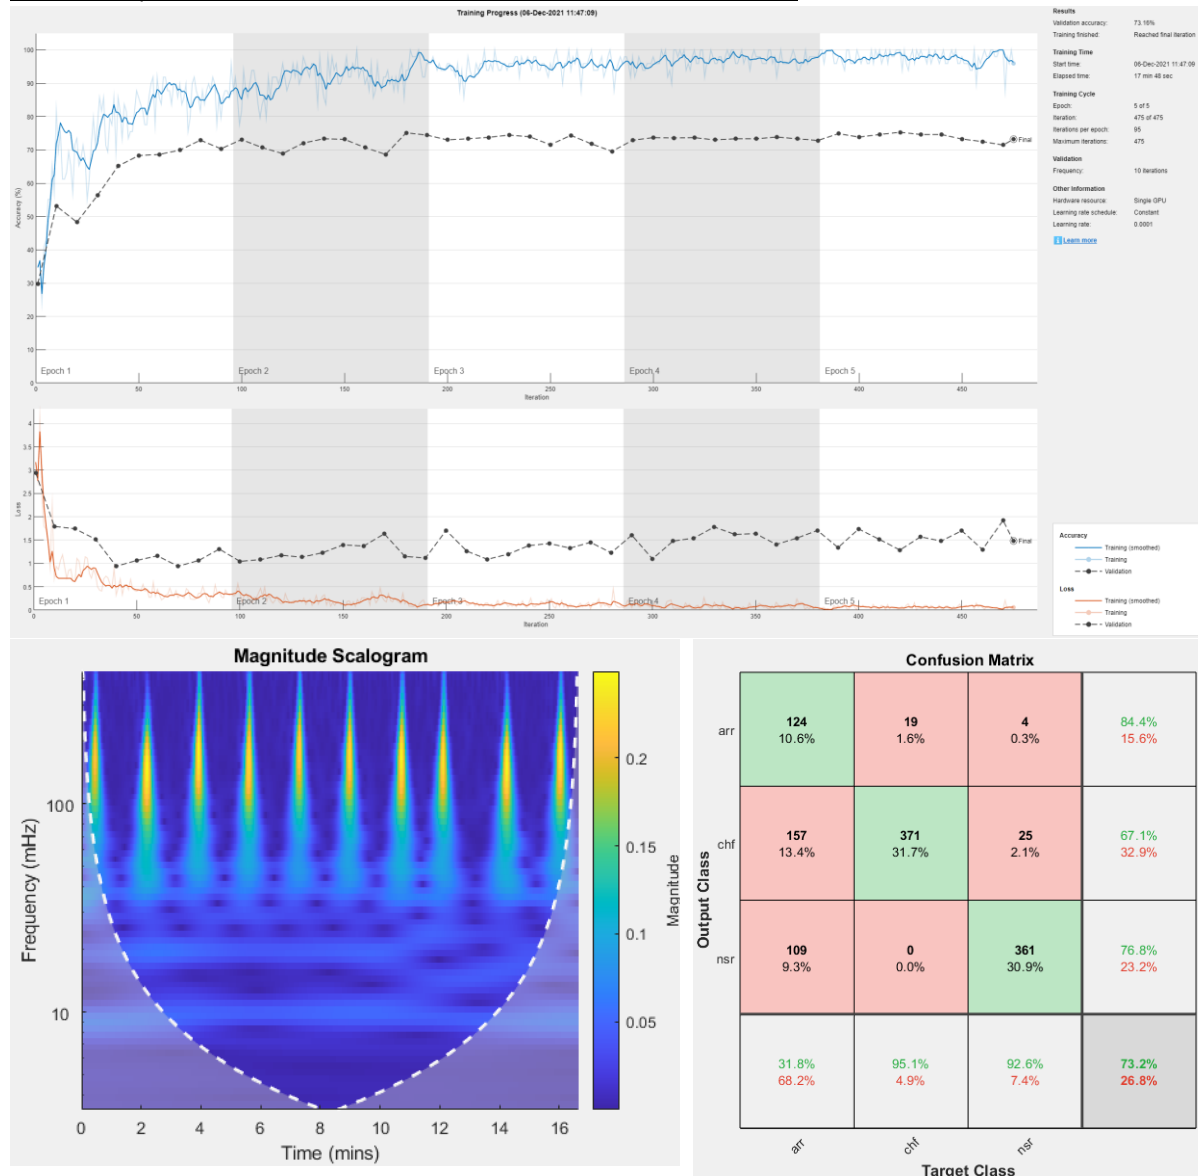 Training Progress (06-Dec-2021 11:47:09)
100
90
80
70
60
50
40
30
20
10
0
Accuracy (%)
Final
Epoch 1
Epoch 2
Epoch 3
Epoch 4
Epoch 5
0 50 100 150 200 250 300 350 400 450
Iteration
4
3.5
3
2.5
2
1.5
1
0.5
0
Loss
Final
Epoch 1
Epoch 2
Epoch 3
Epoch 4
Epoch 5
0 50 100 150 200 250 300 350 400 450
Iteration
Results
Validation accuracy: 73.16%
Training finished: Reached final iteration
Training Time
Start time: 06-Dec-2021 11:47:09
Elapsed time: 17 min 48 sec
Training Cycle
Epoch: 5 of 5
Iteration: 475 of 475
Iterations per epoch: 95
Maximum iterations: 475
Validation
Frequency: 10 iterations
Other Information
Hardware resource: Single GPU
Learning rate schedule: Constant
Learning rate: 0.0001
i Learn more
Accuracy
Training (smoothed)
Training
Validation
Loss
Training (smoothed)
Training
Validation
Magnitude Scalogram
100
10
Frequency (mHz)
0 2 4 6 8 10 12 14 16
Time (mins)
0.2
0.15
0.1
0.05
Magnitude
Confusion Matrix
arr
124 19 4 84.4%
10.6% 1.6% 0.3% 15.6%
chf
157 371 25 67.1%
13.4% 31.7% 2.1% 32.9%
nsr
109 0 361 76.8%
9.3% 0.0% 30.9% 23.2%
31.8% 95.1% 92.6% 73.2%
68.2% 4.9% 7.4% 26.8%
Output Class
arr chf nsr
Target Class